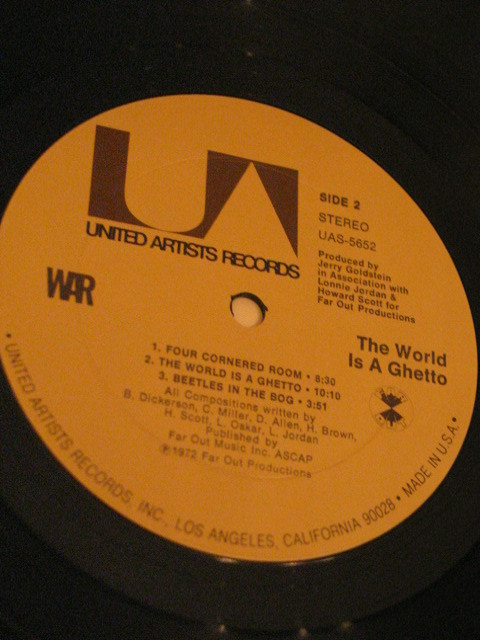 UA
UNITED ARTISTS RECORDS
SIDE 2
STEREO
UAS-5652
Produced by
Jerry Goldstein
in Association with
Lonnie Jordan &
Howard Scott for
Far Out Productions
WAR
The World
Is A Ghetto
1. FOUR CORNERED ROOM • 8:30
2. THE WORLD IS A GHETTO • 10:10
3. BEETLES IN THE BOG • 3:51
All Compositions written by
B. Dickerson, C. Miller, D. Allen, H. Brown,
H. Scott, L. Oskar, L. Jordan
Published by
Far Out Music Inc. ASCAP
℗1972 Far Out Productions
• UNITED ARTISTS RECORDS, INC., LOS ANGELES, CALIFORNIA 90028 • MADE IN U.S.A. •